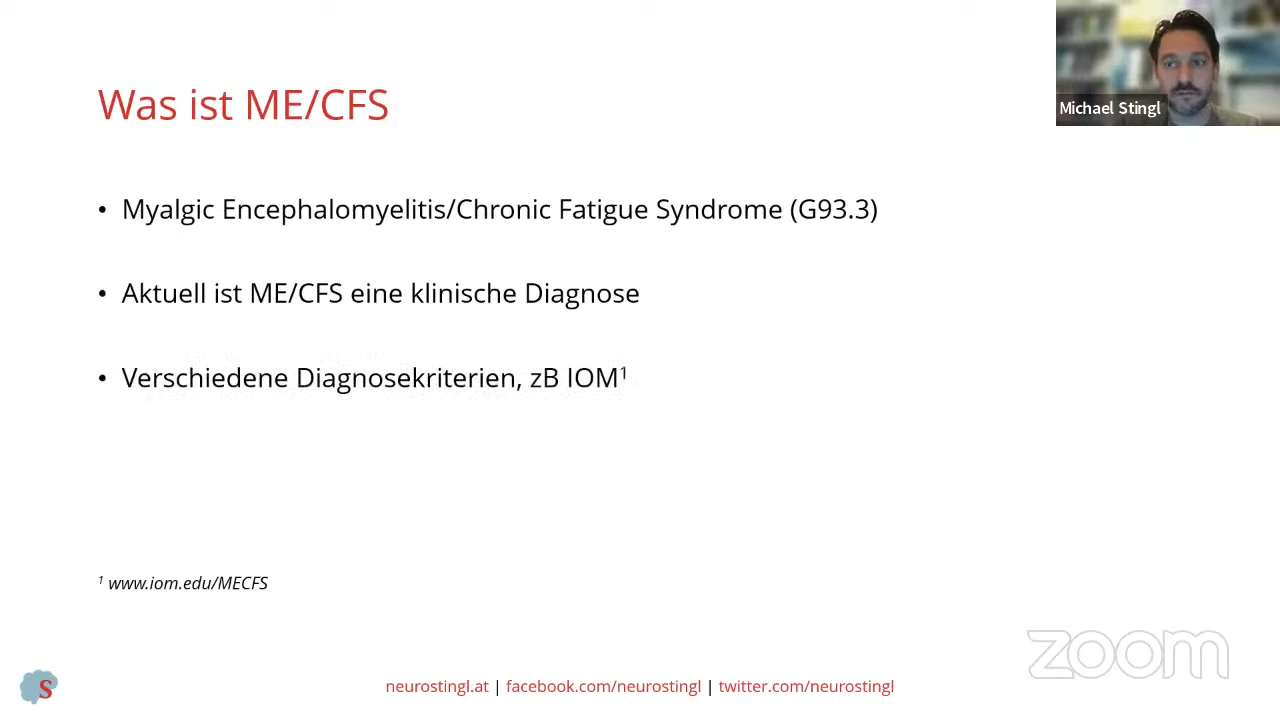 Was ist ME/CFS
Michael Stingl
• Myalgic Encephalomyelitis/Chronic Fatigue Syndrome (G93.3)
• Aktuell ist ME/CFS eine klinische Diagnose
• Verschiedene Diagnosekriterien, zB IOM¹
¹ www.iom.edu/MECFS
zoom
S
neurostingl.at | facebook.com/neurostingl | twitter.com/neurostingl